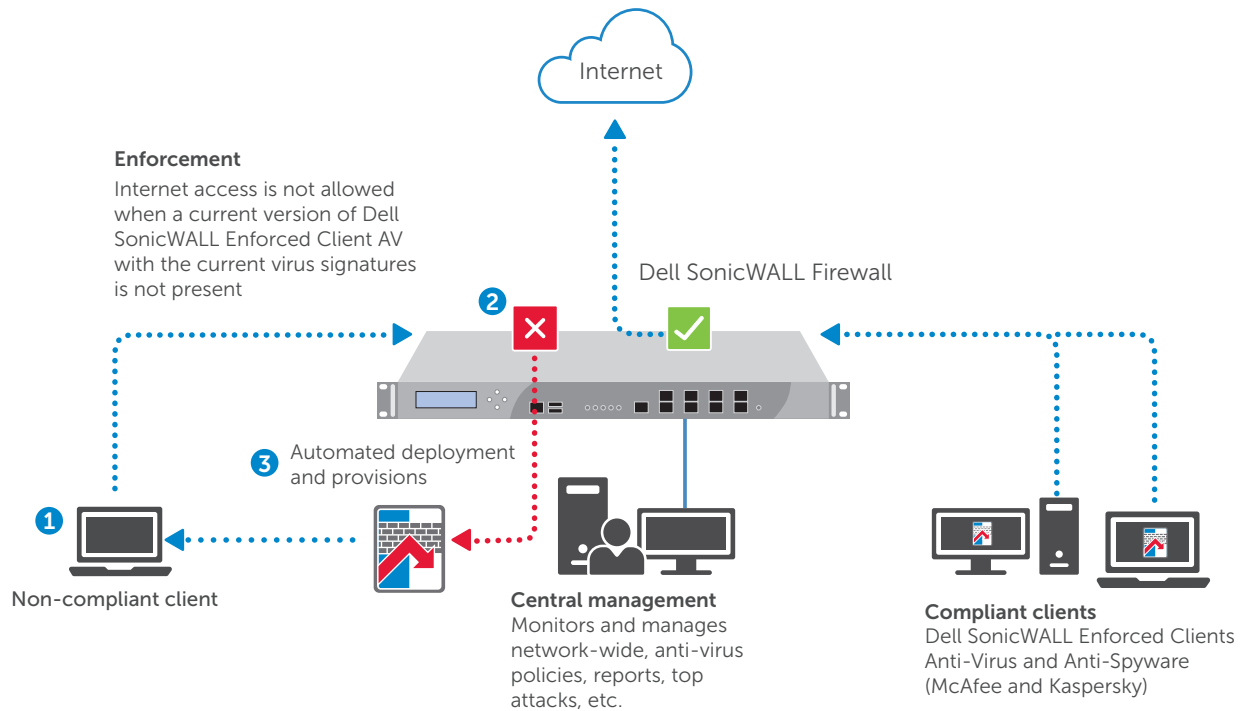 Internet
Enforcement
Internet access is not allowed
when a current version of Dell
SonicWALL Enforced Client AV
with the current virus signatures
is not present
Dell SonicWALL Firewall
2
3
Automated deployment
and provisions
1
Non-compliant client
Central management
Monitors and manages
network-wide, anti-virus
policies, reports, top
attacks, etc.
Compliant clients
Dell SonicWALL Enforced Clients
Anti-Virus and Anti-Spyware
(McAfee and Kaspersky)